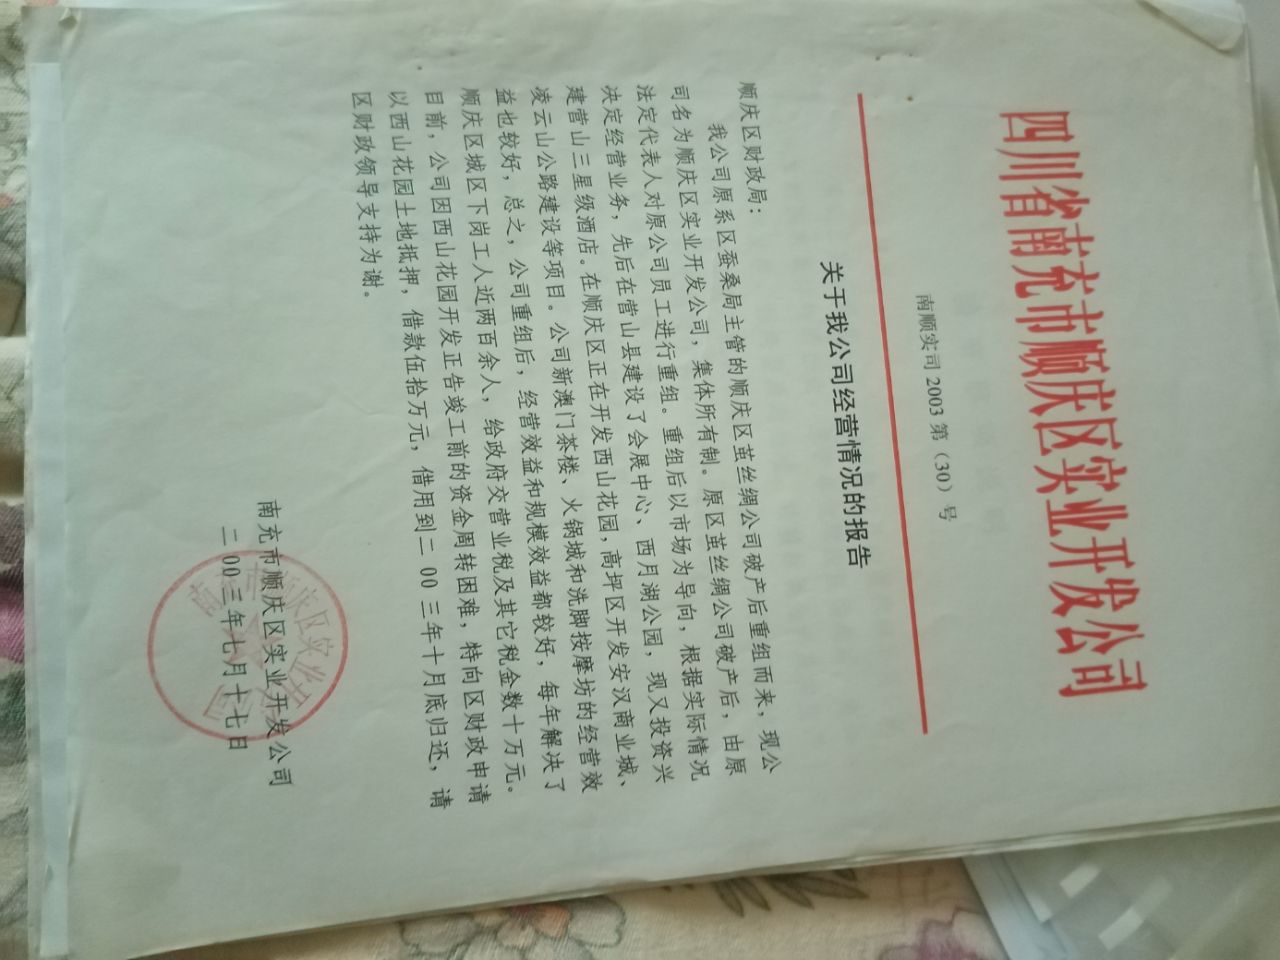 四川省南充市顺庆区实业开发公司
南顺实司 2003 第（30）号
关于我公司经营情况的报告
顺庆区财政局：
我公司原系区蚕桑局主管的顺庆区茧丝绸公司破产后重组而来，现公
司名为顺庆区实业开发公司，集体所有制。原区茧丝绸公司破产后，由原
法定代表人对原公司员工进行重组。重组后以市场为导向，根据实际情况
决定经营业务，先后在营山县建设了会展中心、西月湖公园，现又投资兴
建营山三星级酒店。在顺庆区正在开发西山花园，高坪区开发安汉商业城、
凌云山公路建设等项目。公司新澳门茶楼、火锅城和洗脚按摩坊的经营效
益也较好，总之，公司重组后，经营效益和规模效益都较好，每年解决了
顺庆区城区下岗工人近两百余人，给政府交营业税及其它税金数十万元。
目前，公司因西山花园开发正告竣工前的资金周转困难，特向区财政申请
以西山花园土地抵押，借款伍拾万元，借用到二 00 三年十月底归还，请
区财政领导支持为谢。
南充市顺庆区实业开发公司
二 00 三年七月十七日